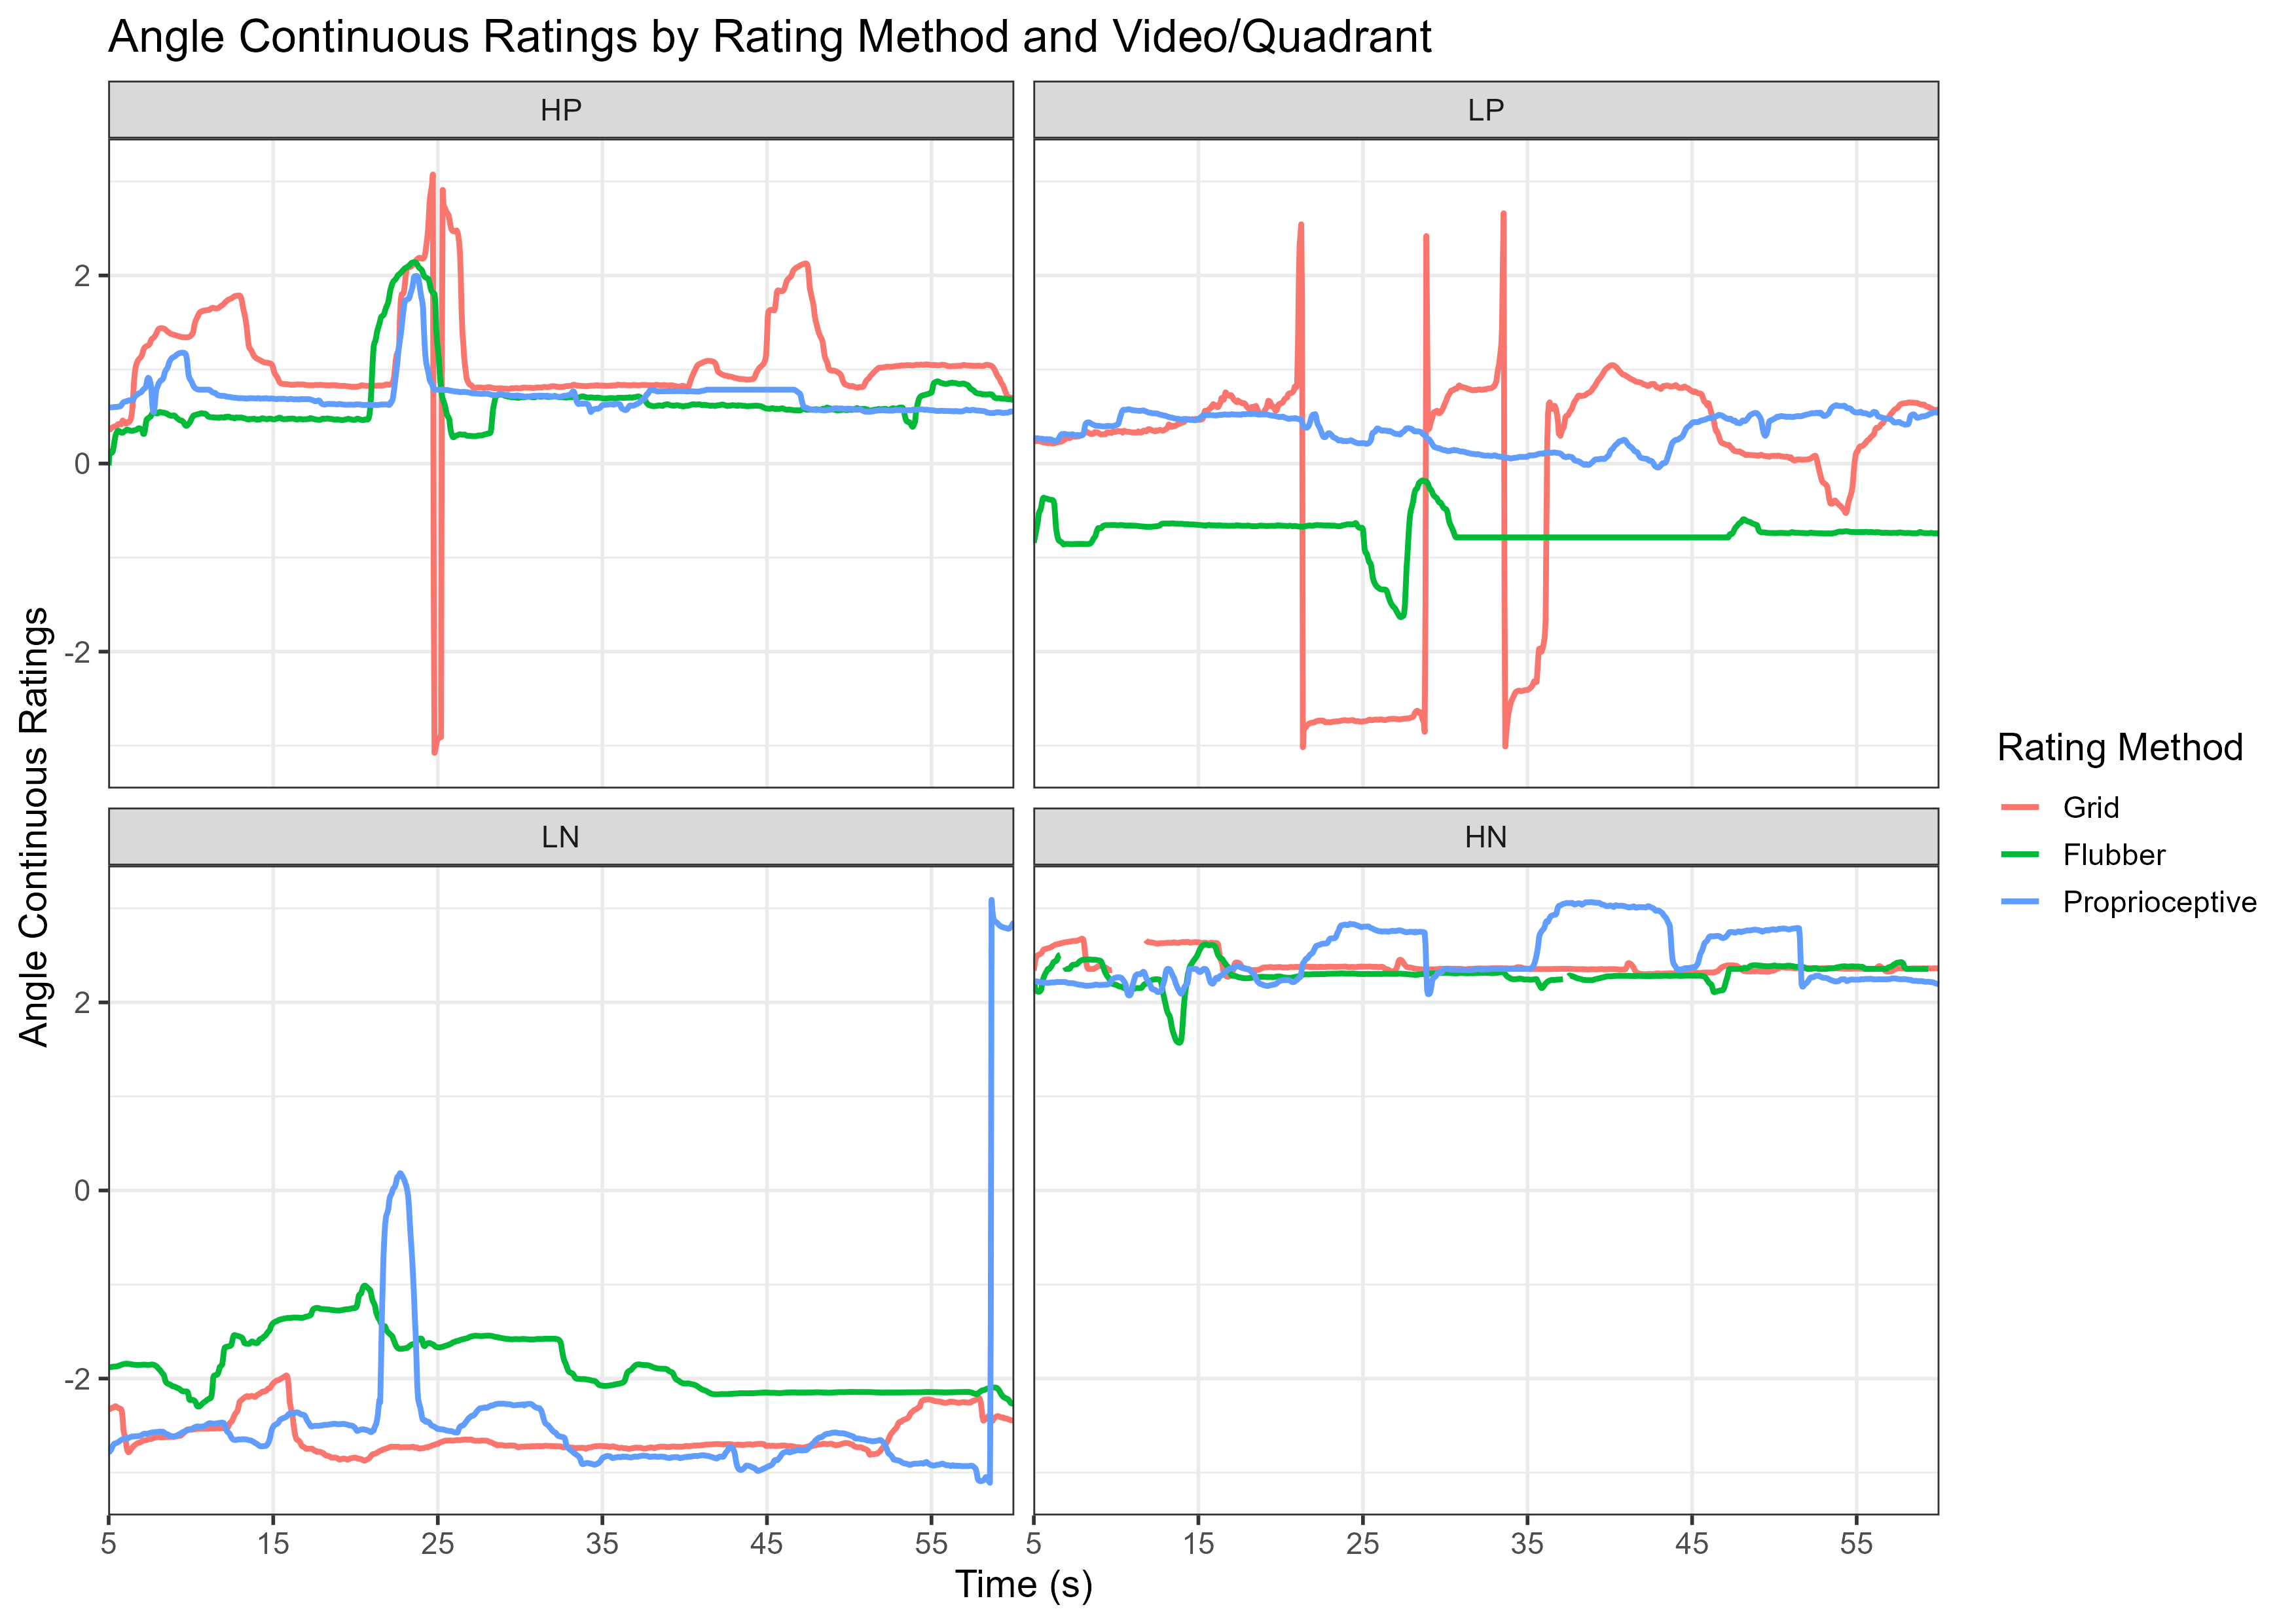 Angle Continuous Ratings by Rating Method and Video/Quadrant
HP
LP
2
0
-2
LN
HN
2
0
-2
5 15 25 35 45 55
5 15 25 35 45 55
Time (s)
Angle Continuous Ratings
Rating Method
Grid
Flubber
Proprioceptive